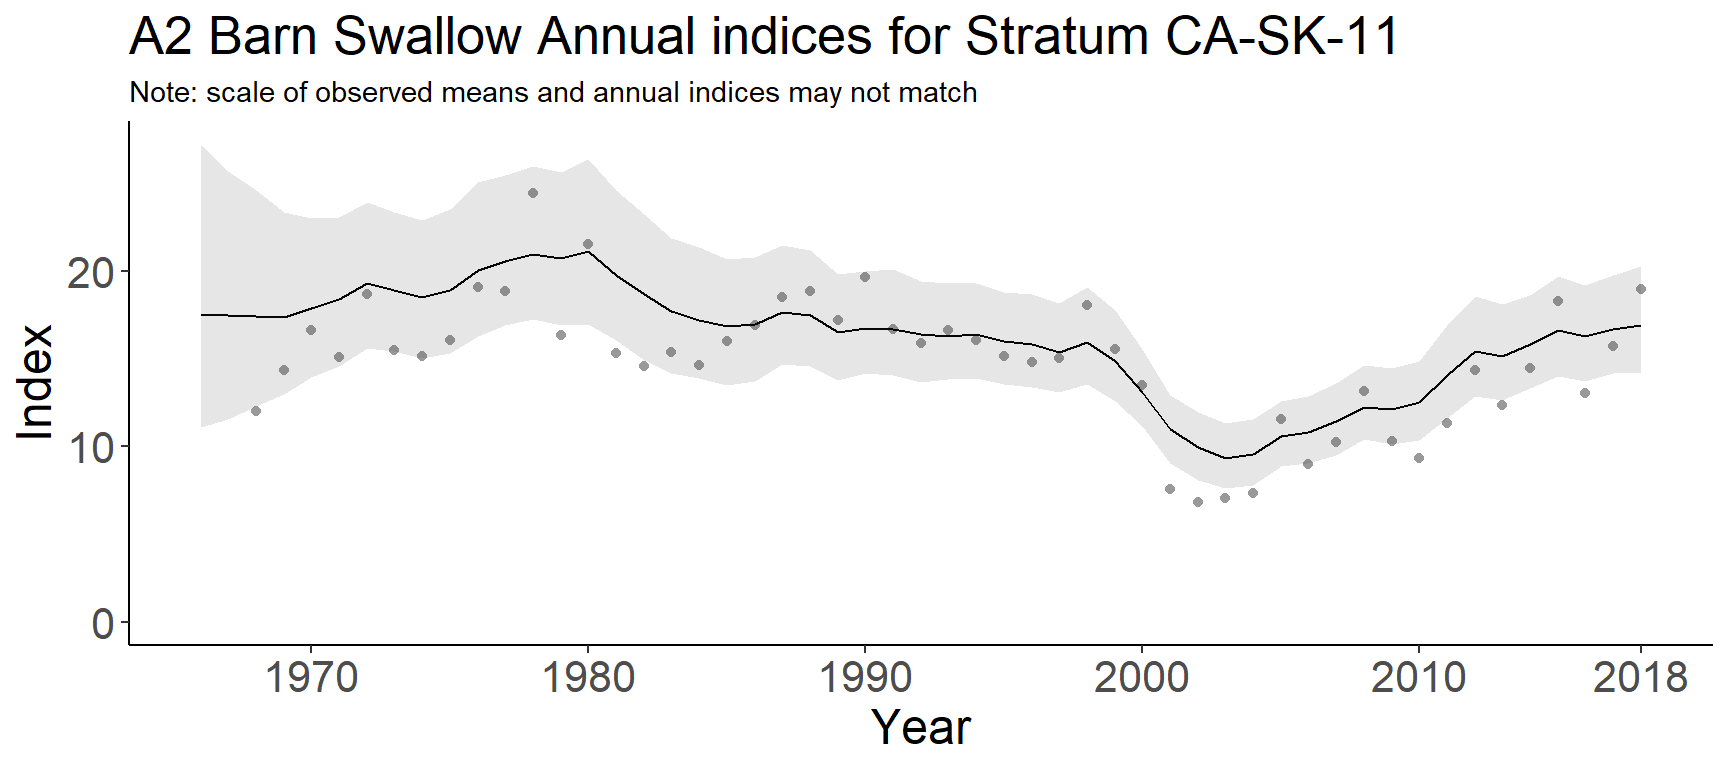 A2 Barn Swallow Annual indices for Stratum CA-SK-11
Note: scale of observed means and annual indices may not match
Index
20
10
0
1970 1980 1990 2000 2010 2018
Year